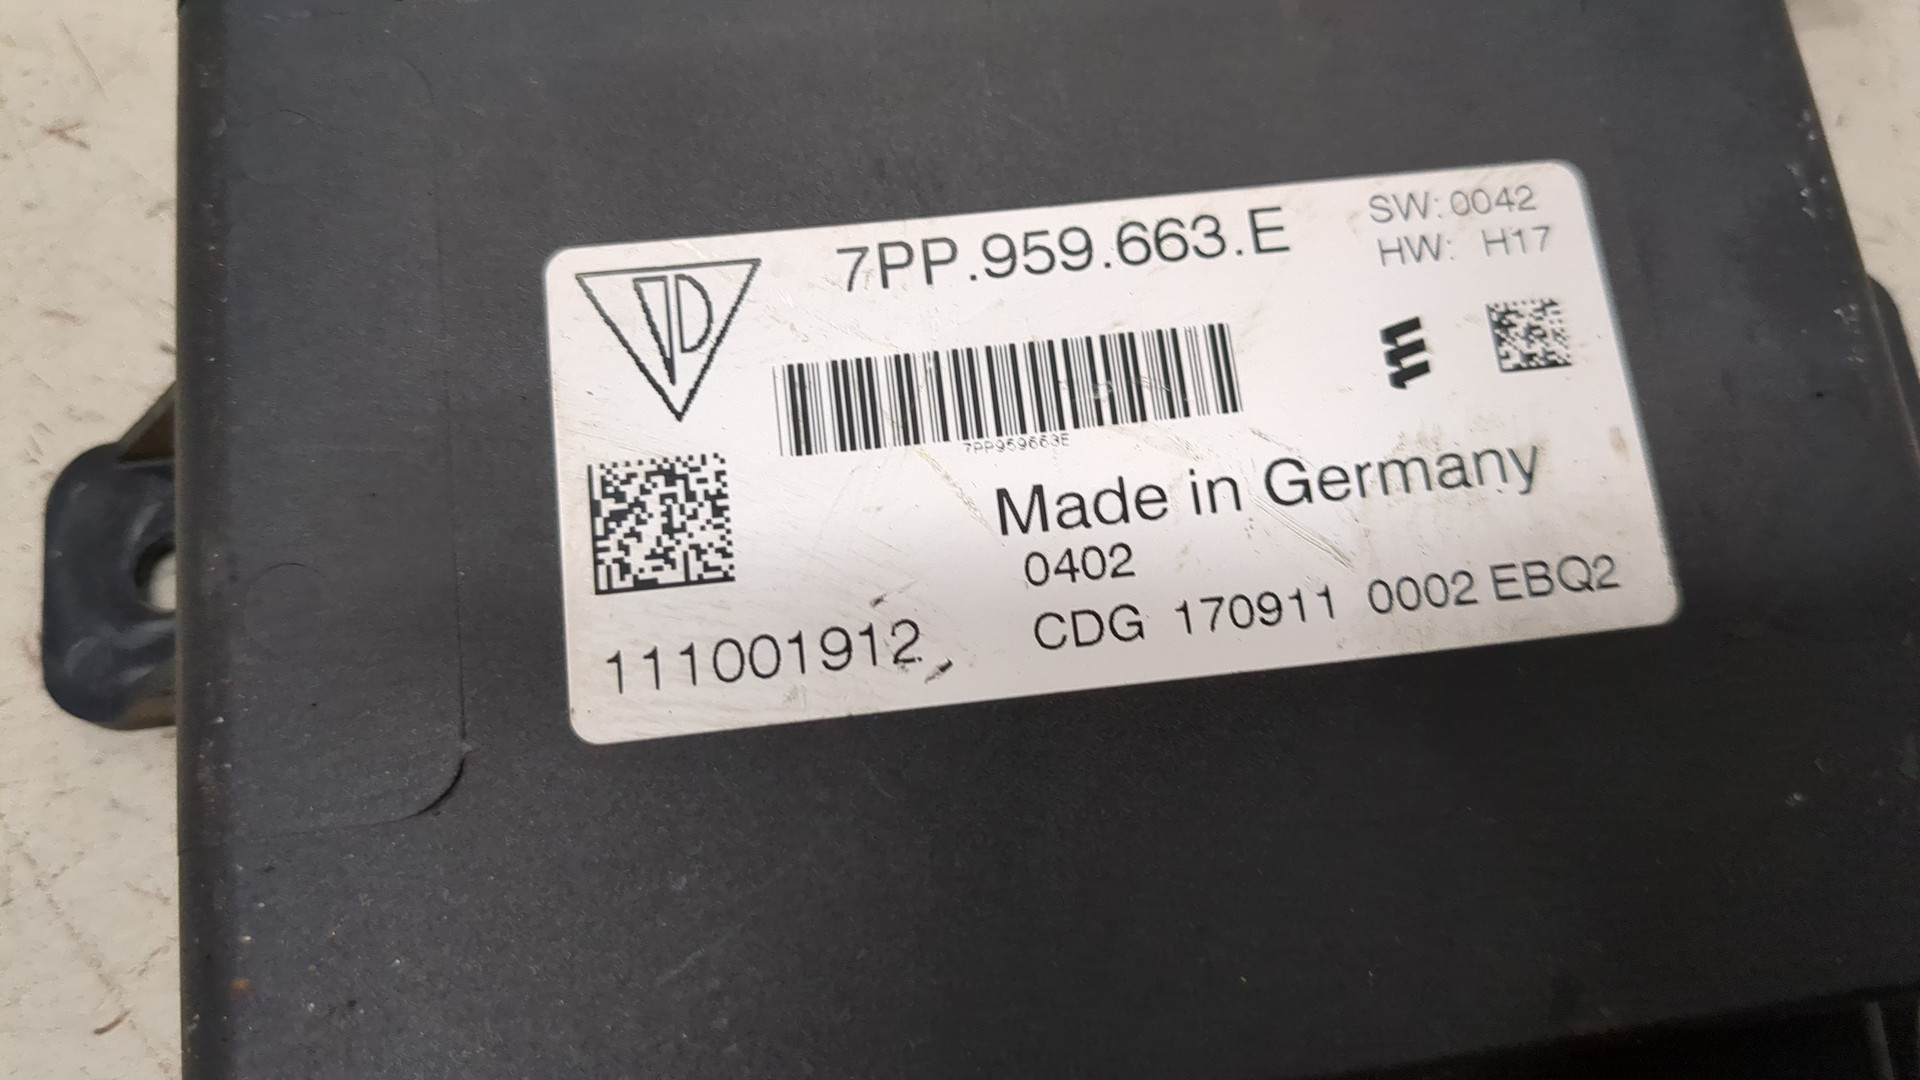 7PP.959.663.E
SW:0042
HW: H17
7PP959663E
Made in Germany
0402
111001912
CDG 170911 0002 EBQ2